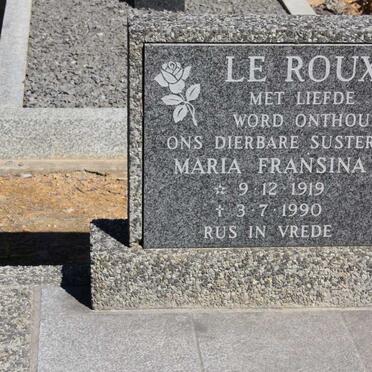 LE ROUX
MET LIEFDE
WORD ONTHOU
ONS DIERBARE SUSTER
MARIA FRANSINA
☆ 9.12.1919
† 3.7.1990
RUS IN VREDE